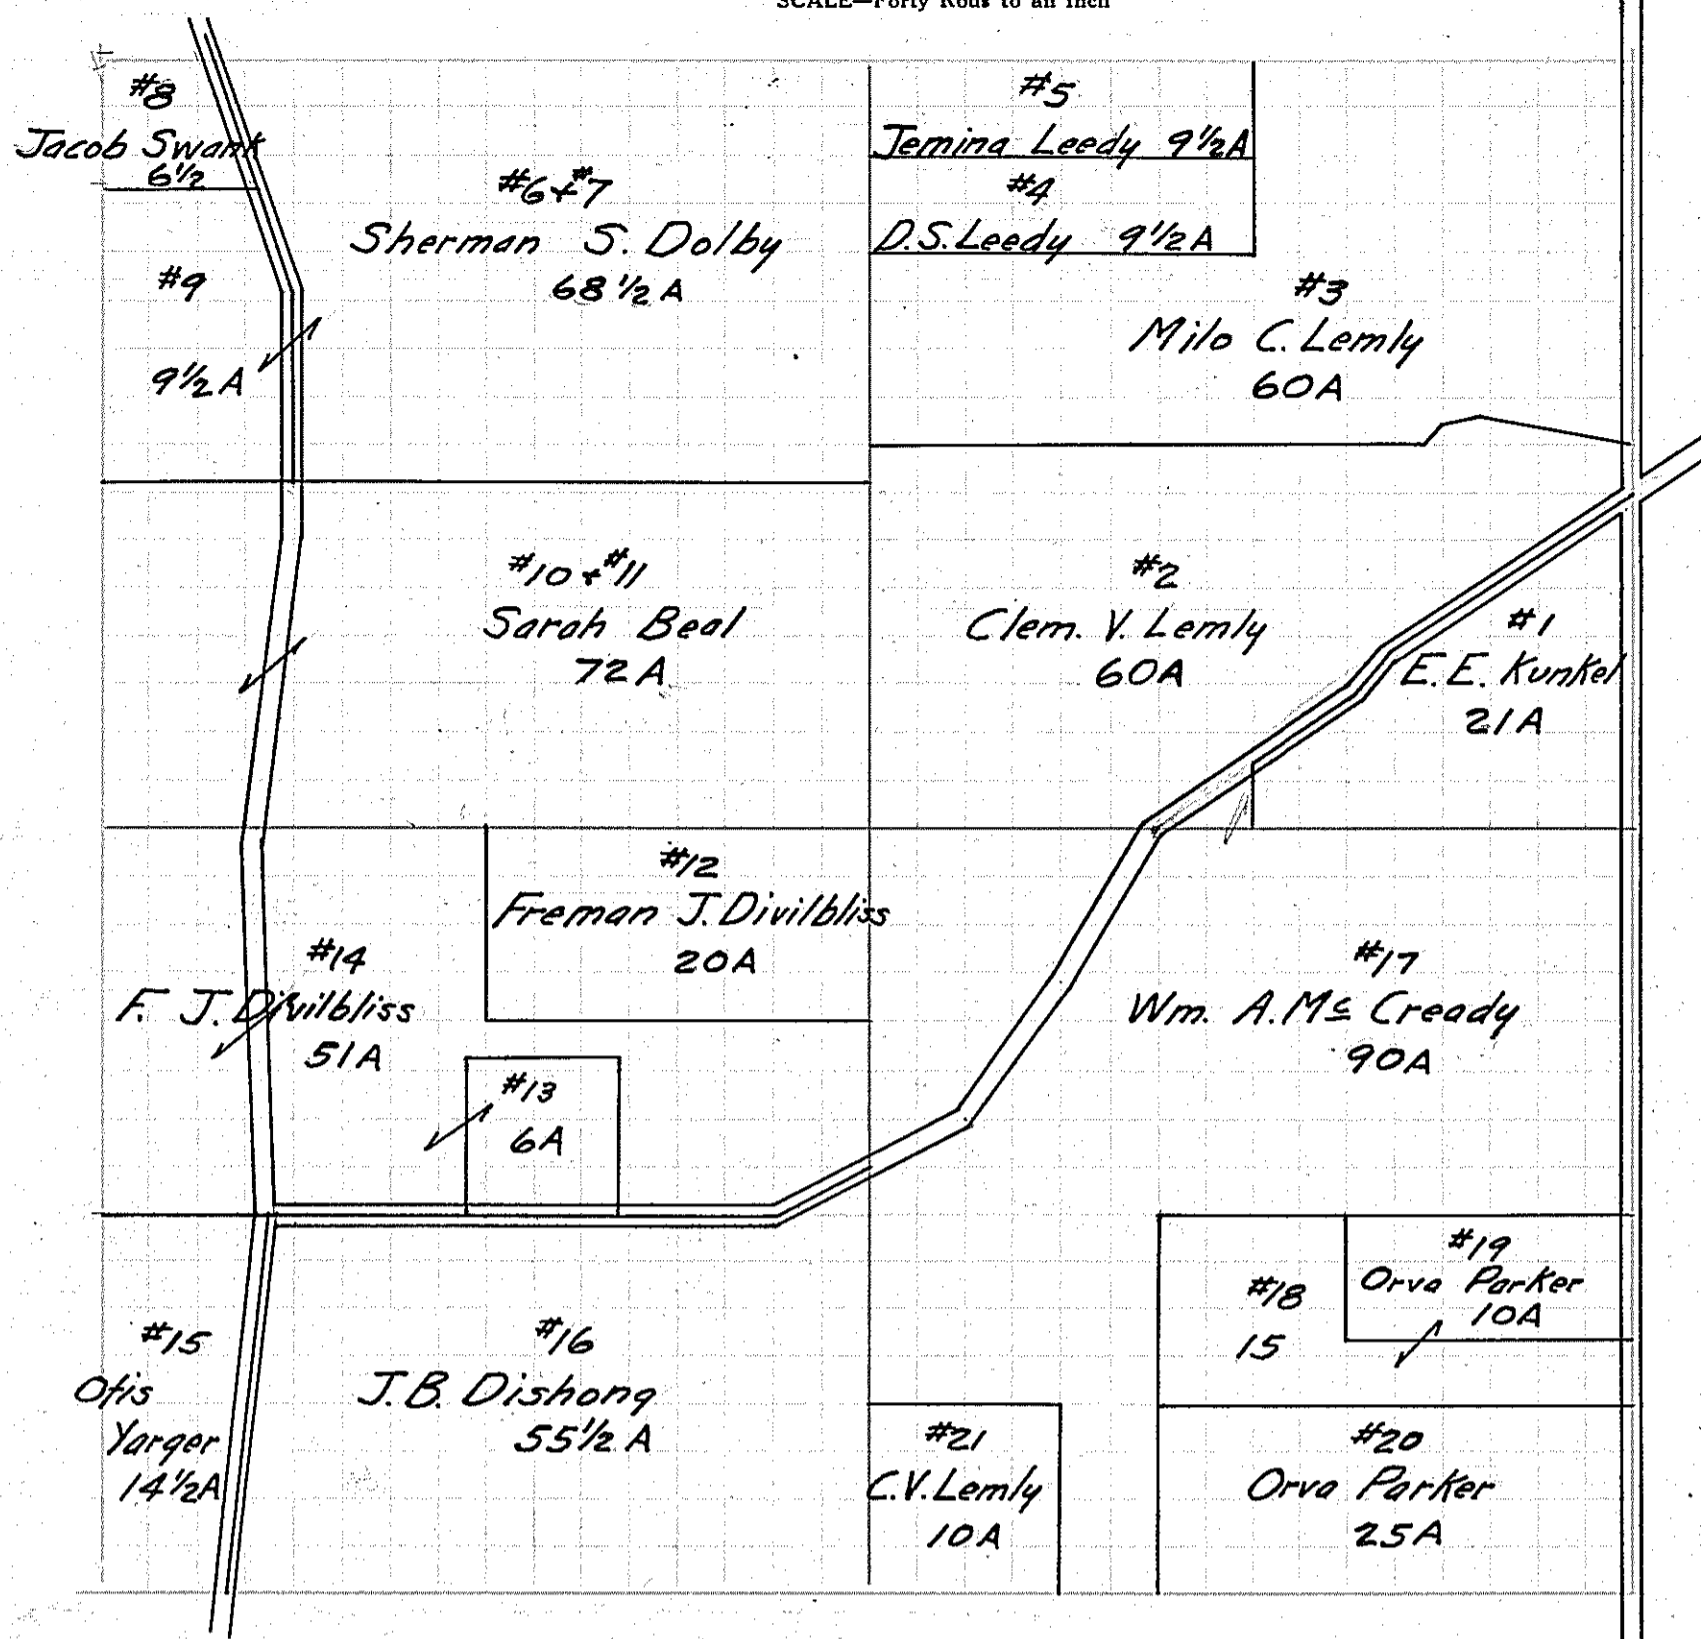 SCALE—Forty Rods to an Inch
#8
Jacob Swank
6½
#5
Jemina Leedy 9½A
#6+#7
Sherman S. Dolby
68½A
#4
D.S. Leedy 9½A
#9
9½A
#3
Milo C. Lemly
60A
#10+#11
Sarah Beal
72A
#2
Clem. V. Lemly
60A
#1
E.E. Kunkel
21A
#12
Freman J. Divilbliss
20A
#14
F. J. Divilbliss
51A
#13
6A
#17
Wm. A. Mc Cready
90A
#18
15
#19
Orva Parker
10A
#15
Otis
Yarger
14½A
#16
J.B. Dishong
55½A
#21
C.V. Lemly
10A
#20
Orva Parker
25A